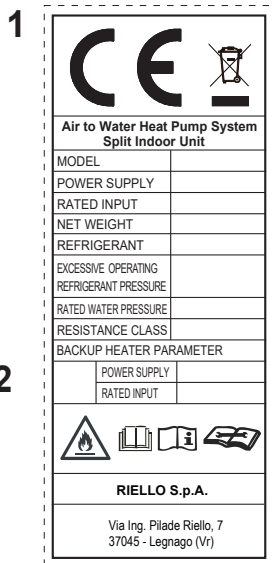 1
CE
Air to Water Heat Pump System
Split Indoor Unit
MODEL
POWER SUPPLY
RATED INPUT
NET WEIGHT
REFRIGERANT
EXCESSIVE OPERATING
REFRIGERANT PRESSURE
RATED WATER PRESSURE
RESISTANCE CLASS
BACKUP HEATER PARAMETER
2
POWER SUPPLY
RATED INPUT
i
RIELLO S.p.A.
Via Ing. Pilade Riello, 7
37045 - Legnago (Vr)